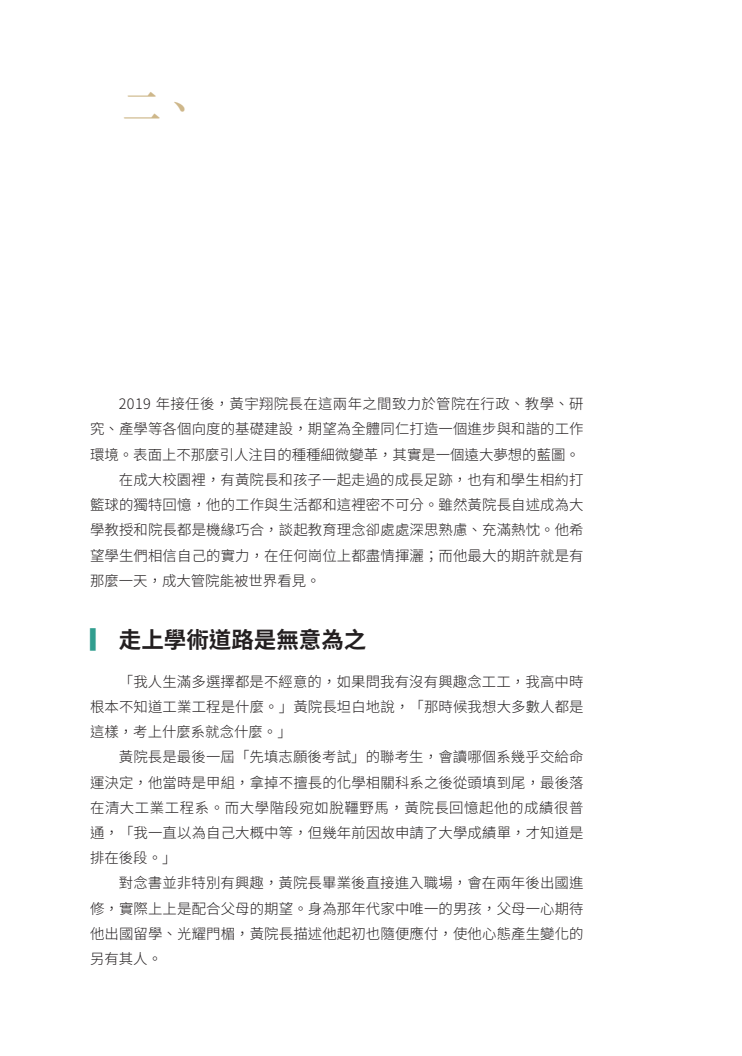 二、
2019 年接任後，黃宇翔院長在這兩年之間致力於管院在行政、教學、研
究、產學等各個向度的基礎建設，期望為全體同仁打造一個進步與和諧的工作
環境。表面上不那麼引人注目的種種細微變革，其實是一個遠大夢想的藍圖。
在成大校園裡，有黃院長和孩子一起走過的成長足跡，也有和學生相約打
籃球的獨特回憶，他的工作與生活都和這裡密不可分。雖然黃院長自述成為大
學教授和院長都是機緣巧合，談起教育理念卻處處深思熟慮、充滿熱忱。他希
望學生們相信自己的實力，在任何崗位上都盡情揮灑；而他最大的期許就是有
那麼一天，成大管院能被世界看見。
走上學術道路是無意為之
「我人生滿多選擇都是不經意的，如果問我有沒有興趣念工工，我高中時
根本不知道工業工程是什麼。」黃院長坦白地說，「那時候我想大多數人都是
這樣，考上什麼系就念什麼。」
黃院長是最後一屆「先填志願後考試」的聯考生，會讀哪個系幾乎交給命
運決定，他當時是甲組，拿掉不擅長的化學相關科系之後從頭填到尾，最後落
在清大工業工程系。而大學階段宛如脫韁野馬，黃院長回憶起他的成績很普
通，「我一直以為自己大概中等，但幾年前因故申請了大學成績單，才知道是
排在後段。」
對念書並非特別有興趣，黃院長畢業後直接進入職場，會在兩年後出國進
修，實際上上是配合父母的期望。身為那年代家中唯一的男孩，父母一心期待
他出國留學、光耀門楣，黃院長描述他起初也隨便應付，使他心態產生變化的
另有其人。